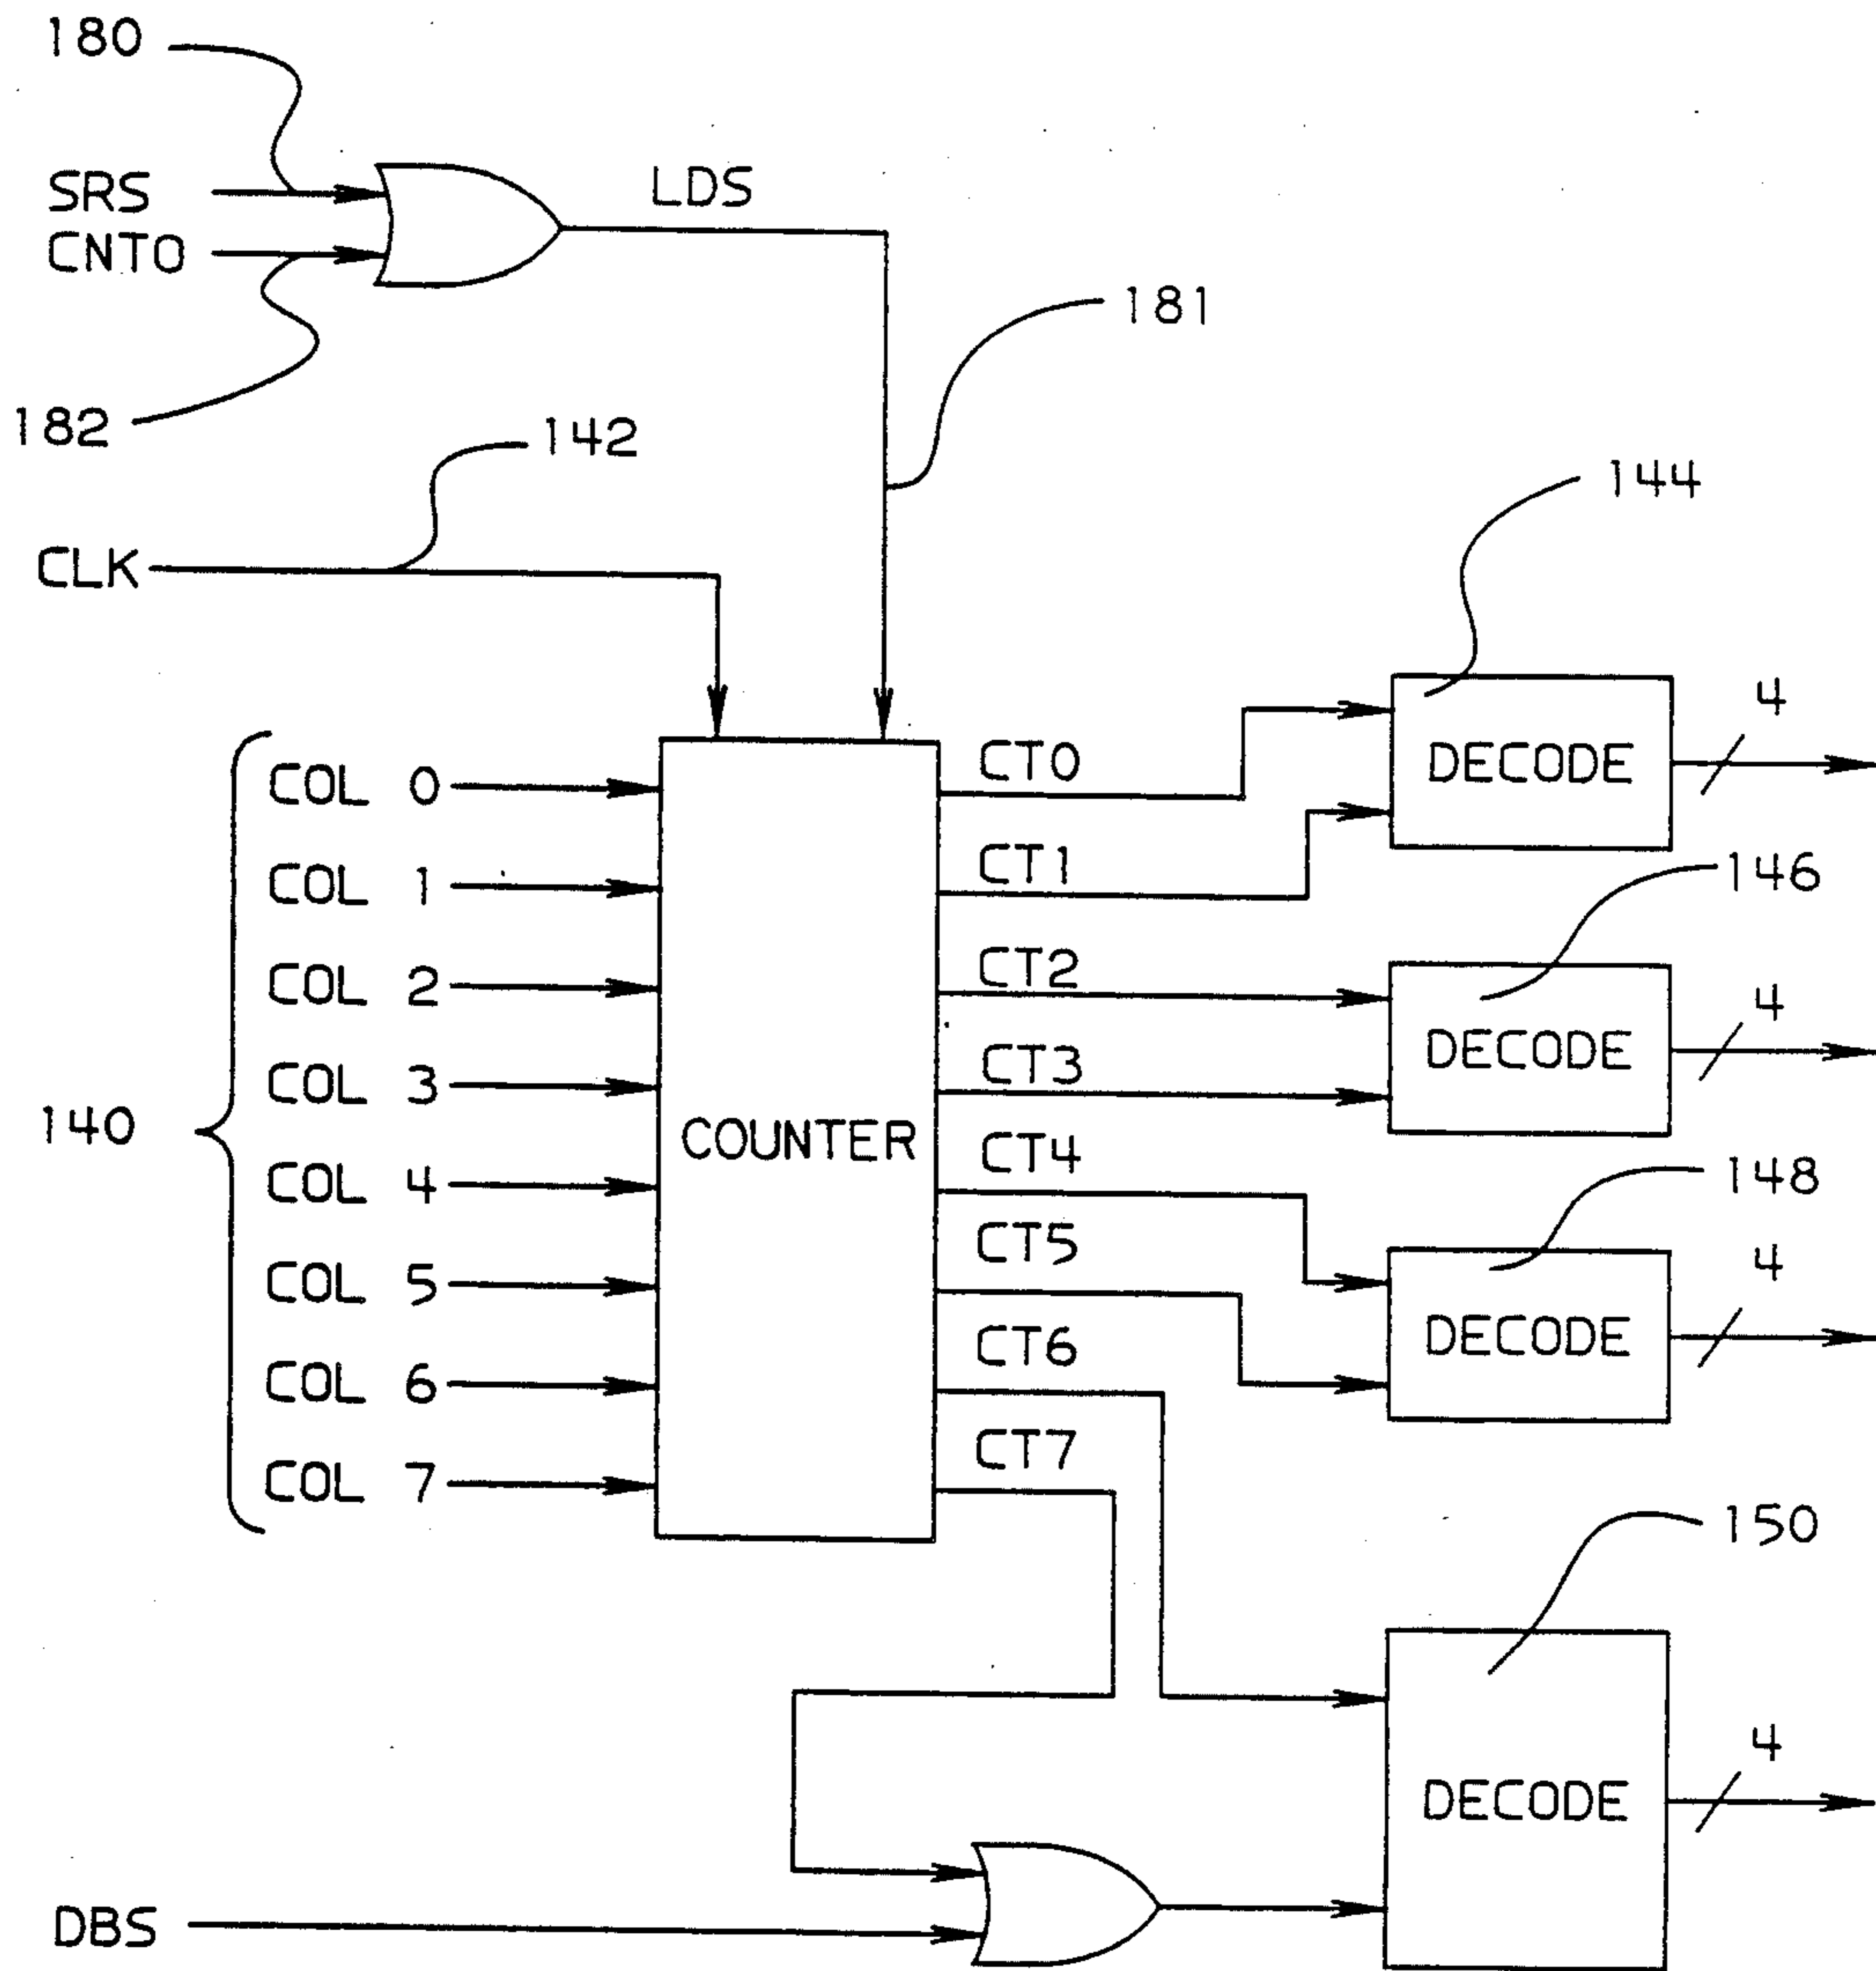 180
SRS
CNT0
LDS
181
182
142
144
CLK
4
DECODE
COL 0
CT0
COL 1
CT1
146
COL 2
CT2
4
DECODE
COL 3
CT3
140
COUNTER
COL 4
CT4
148
COL 5
CT5
4
DECODE
COL 6
CT6
COL 7
CT7
150
4
DECODE
DBS